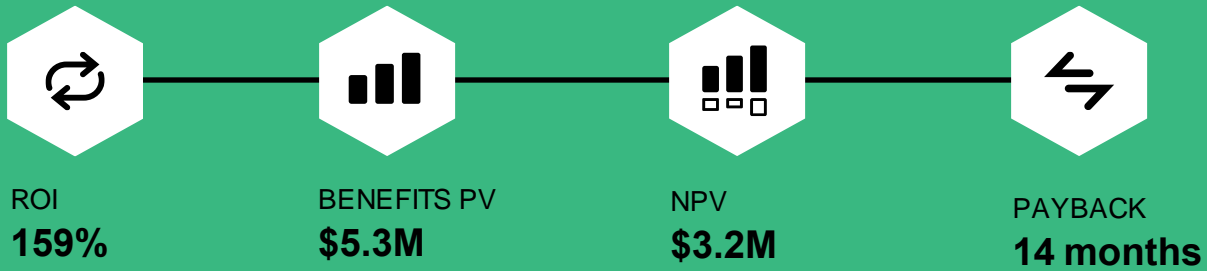 ROI
159%
BENEFITS PV
$5.3M
NPV
$3.2M
PAYBACK
14 months